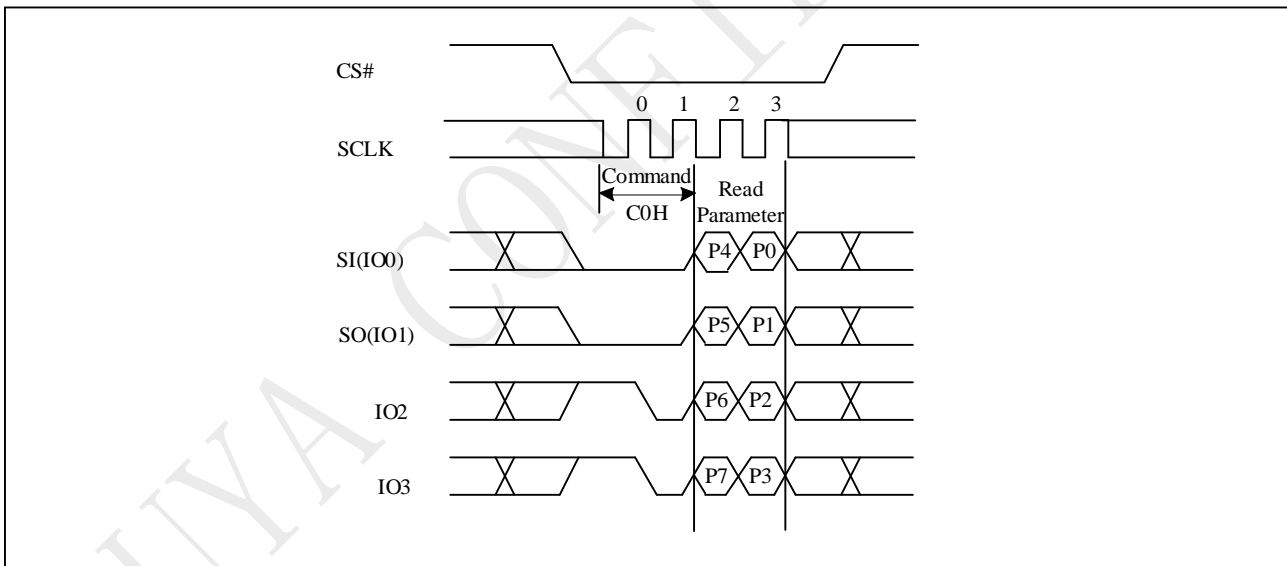 CS#
0 1 2 3
SCLK
Command
C0H
Read
Parameter
SI(IO0)
P4 P0
SO(IO1)
P5 P1
IO2
P6 P2
IO3
P7 P3